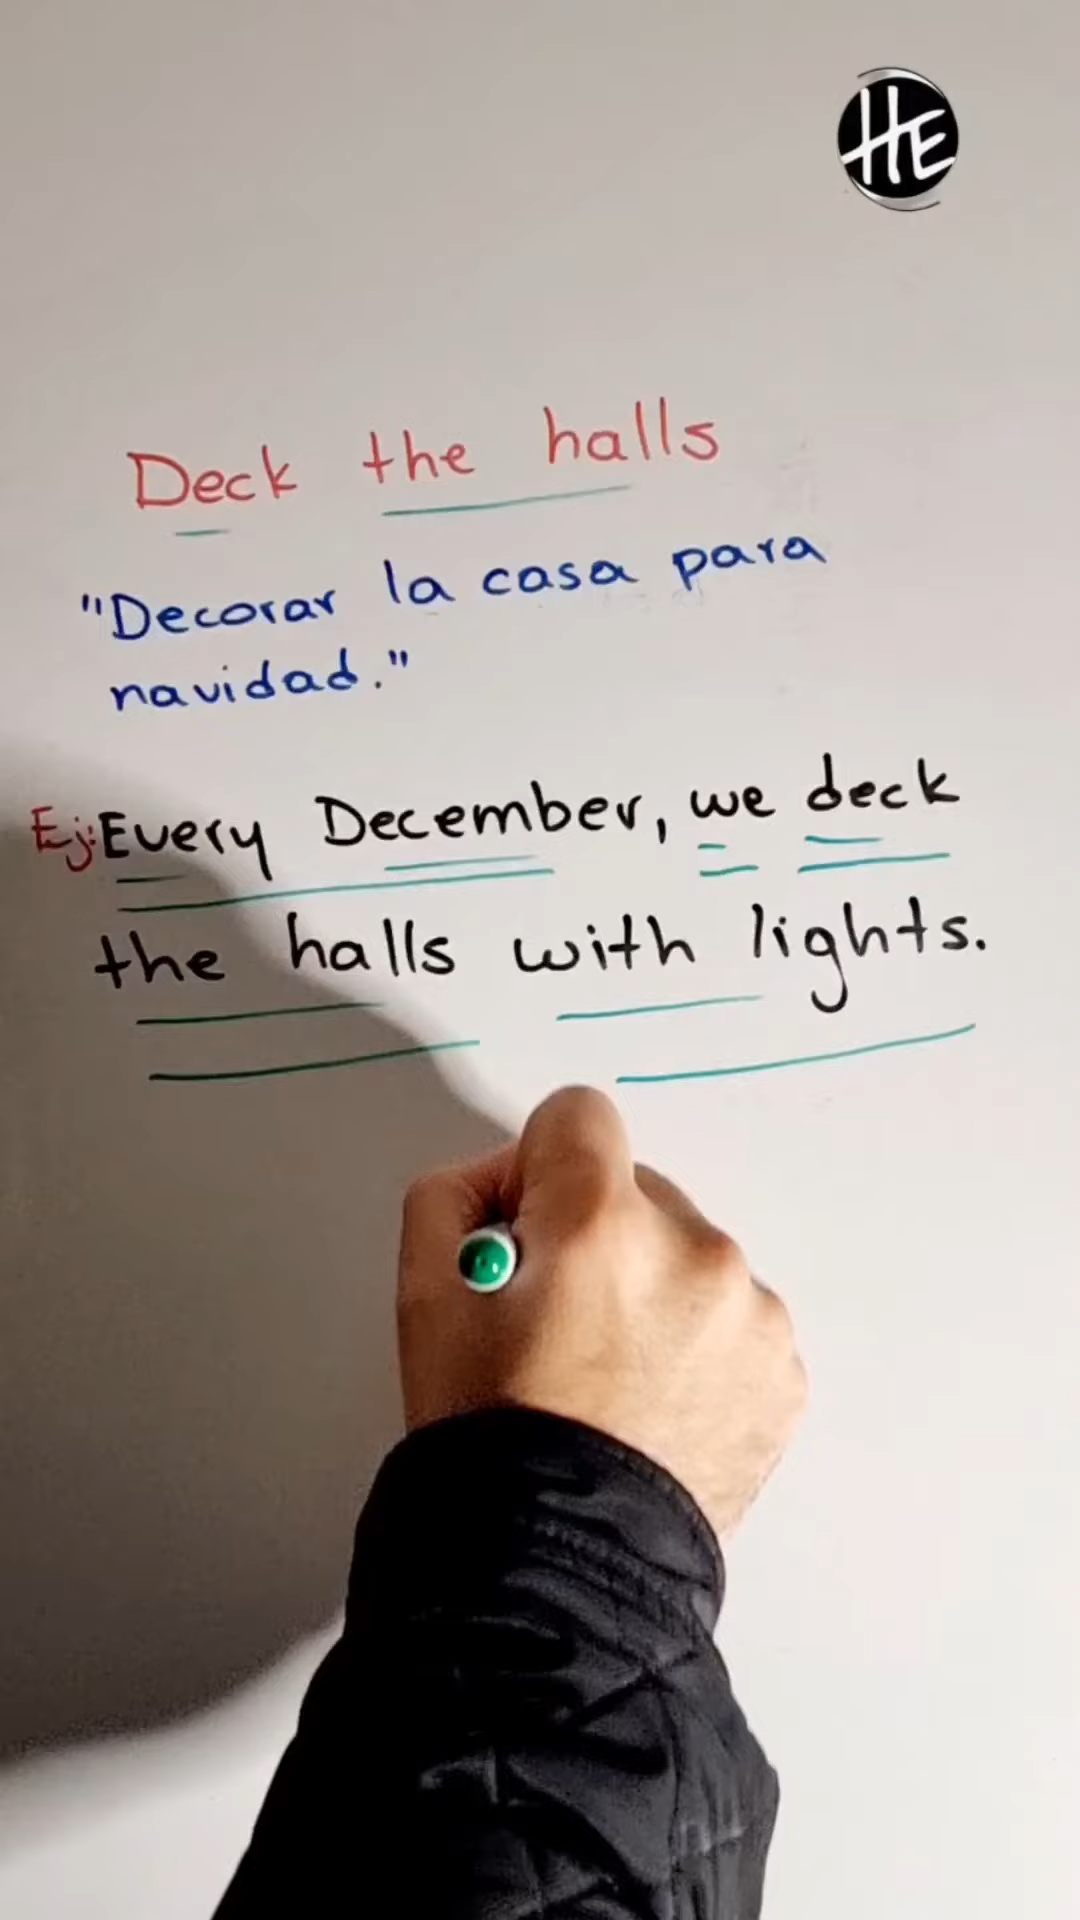 HE
Deck the halls
"Decorar la casa para
navidad."
Ej: Every December, we deck
the halls with lights.